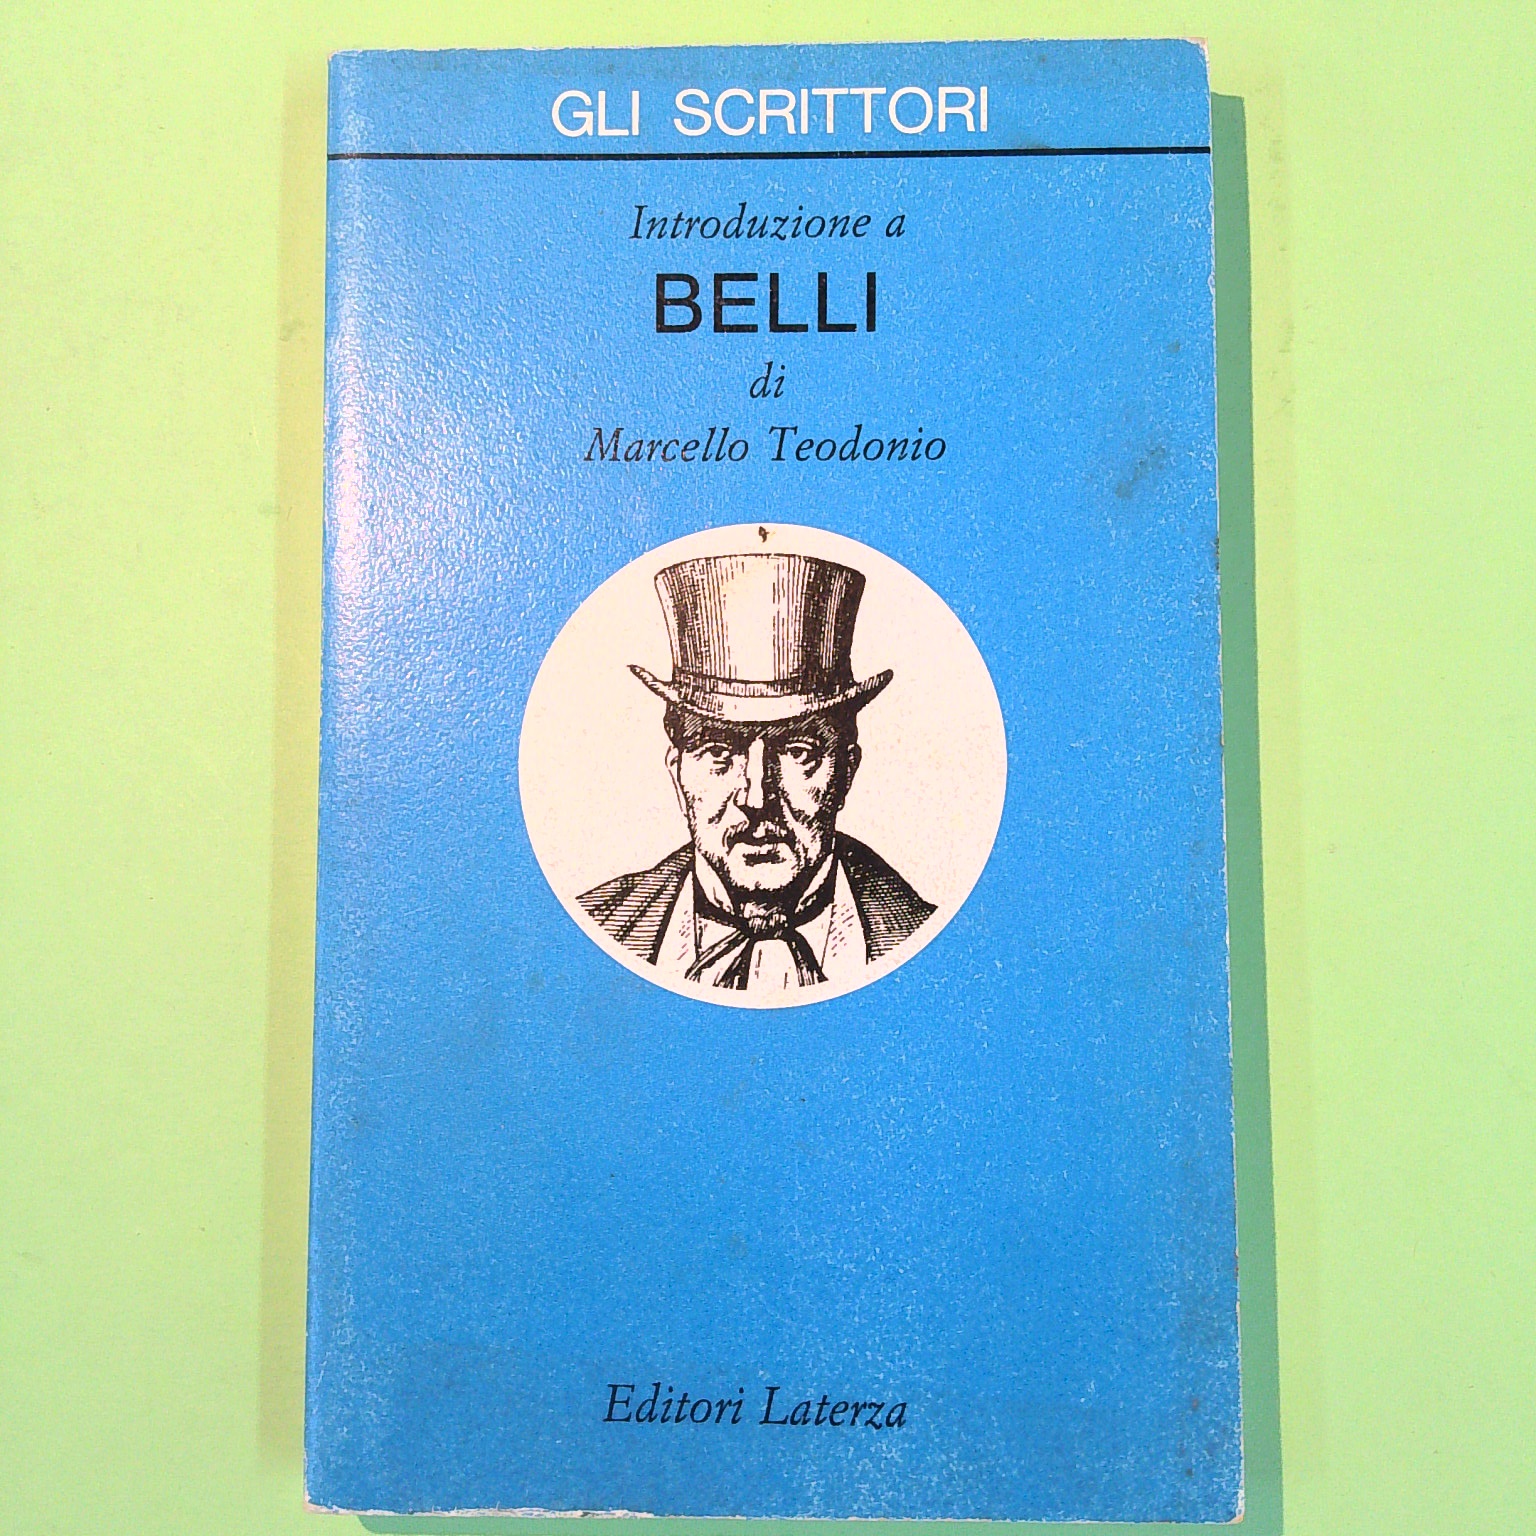 GLI SCRITTORI
Introduzione a
BELLI
di
Marcello Teodonio
Editori Laterza